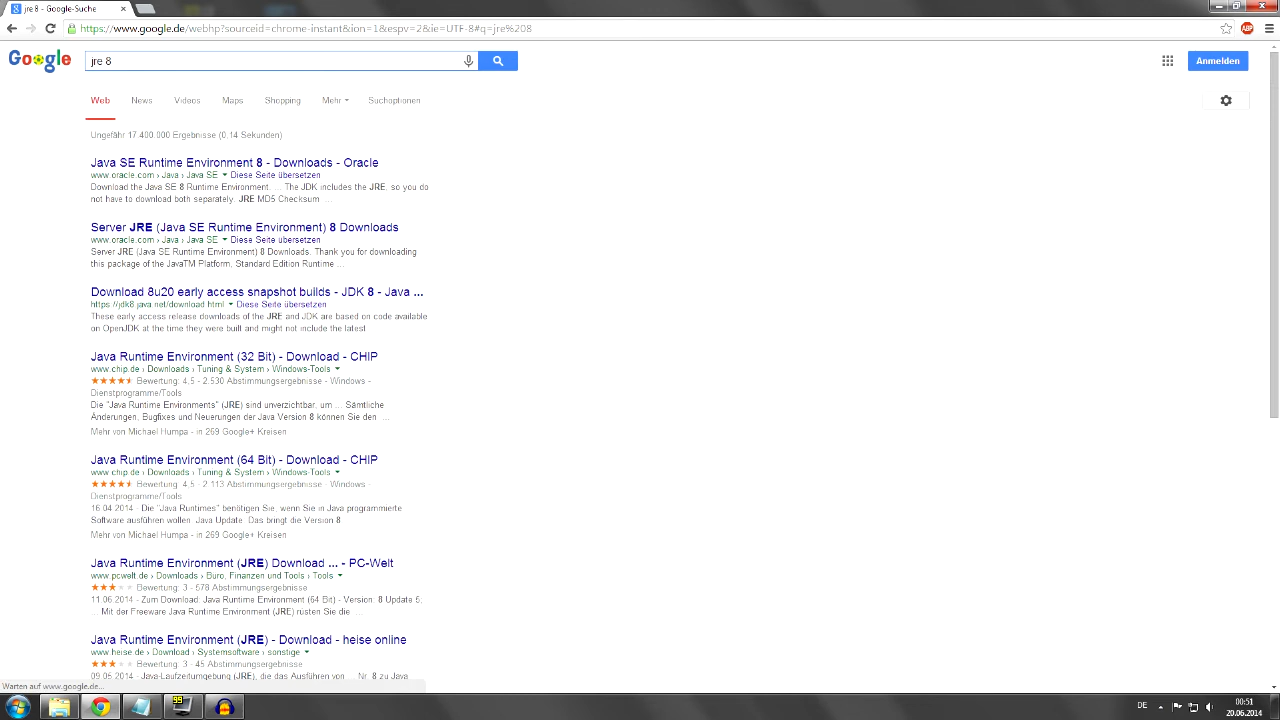 jre 8 - Google-Suche
https://www.google.de/webhp?sourceid=chrome-instant&ion=1&espv=2&ie=UTF-8#q=jre%208
ABP
Google
jre 8
Anmelden
Web News Videos Maps Shopping Mehr Suchoptionen
Ungefähr 17.400.000 Ergebnisse (0,14 Sekunden)
Java SE Runtime Environment 8 - Downloads - Oracle
www.oracle.com › Java › Java SE Diese Seite übersetzen
Download the Java SE 8 Runtime Environment. ... The JDK includes the JRE, so you do
not have to download both separately. JRE MD5 Checksum ...
Server JRE (Java SE Runtime Environment) 8 Downloads
www.oracle.com › Java › Java SE Diese Seite übersetzen
Server JRE (Java SE Runtime Environment) 8 Downloads. Thank you for downloading
this package of the JavaTM Platform, Standard Edition Runtime ...
Download 8u20 early access snapshot builds - JDK 8 - Java ...
https://jdk8.java.net/download.html Diese Seite übersetzen
These early access release downloads of the JRE and JDK are based on code available
on OpenJDK at the time they were built and might not include the latest
Java Runtime Environment (32 Bit) - Download - CHIP
www.chip.de › Downloads › Tuning & System › Windows-Tools
Bewertung: 4,5 - 2.530 Abstimmungsergebnisse - Windows -
Dienstprogramme/Tools
Die "Java Runtime Environments" (JRE) sind unverzichtbar, um ... Sämtliche
Änderungen, Bugfixes und Neuerungen der Java Version 8 können Sie den ...
Mehr von Michael Humpa - in 269 Google+ Kreisen
Java Runtime Environment (64 Bit) - Download - CHIP
www.chip.de › Downloads › Tuning & System › Windows-Tools
Bewertung: 4,5 - 2.113 Abstimmungsergebnisse - Windows -
Dienstprogramme/Tools
16.04.2014 - Die "Java Runtimes" benötigen Sie, wenn Sie in Java programmierte
Software ausführen wollen. Java Update: Das bringt die Version 8
Mehr von Michael Humpa - in 269 Google+ Kreisen
Java Runtime Environment (JRE) Download ... - PC-Welt
www.pcwelt.de › Downloads › Büro, Finanzen und Tools › Tools
Bewertung: 3 - 578 Abstimmungsergebnisse
11.06.2014 - Zum Download: Java Runtime Environment (64 Bit) - Version: 8 Update 5,
... Mit der Freeware Java Runtime Environment (JRE) rüsten Sie die ...
Java Runtime Environment (JRE) - Download - heise online
www.heise.de › Download › Systemsoftware › sonstige
Bewertung: 3 - 45 Abstimmungsergebnisse
09.05.2014 - Java-Laufzeitumgebung (JRE), die das Ausführen von ... Nr. 8 zu Java
Warten auf www.google.de...
99
DE
00:51
20.06.2014